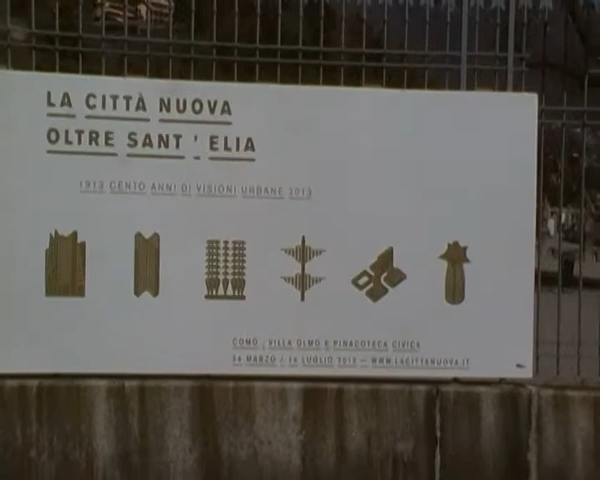 LA CITTÀ NUOVA
OLTRE SANT ' ELIA
1913 CENTO ANNI DI VISIONI URBANE 2013
COMO , VILLA OLMO E PINACOTECA CIVICA
24 MARZO / 14 LUGLIO 2013 — WWW.LACITTANUOVA.IT